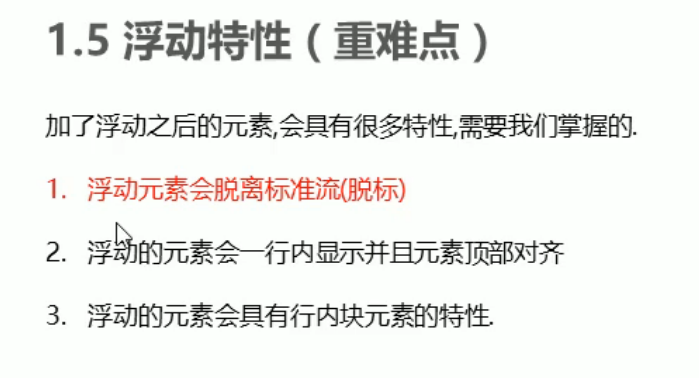 1.5 浮动特性（重难点）
加了浮动之后的元素,会具有很多特性,需要我们掌握的.
1. 浮动元素会脱离标准流(脱标)
2. 浮动的元素会一行内显示并且元素顶部对齐
3. 浮动的元素会具有行内块元素的特性.